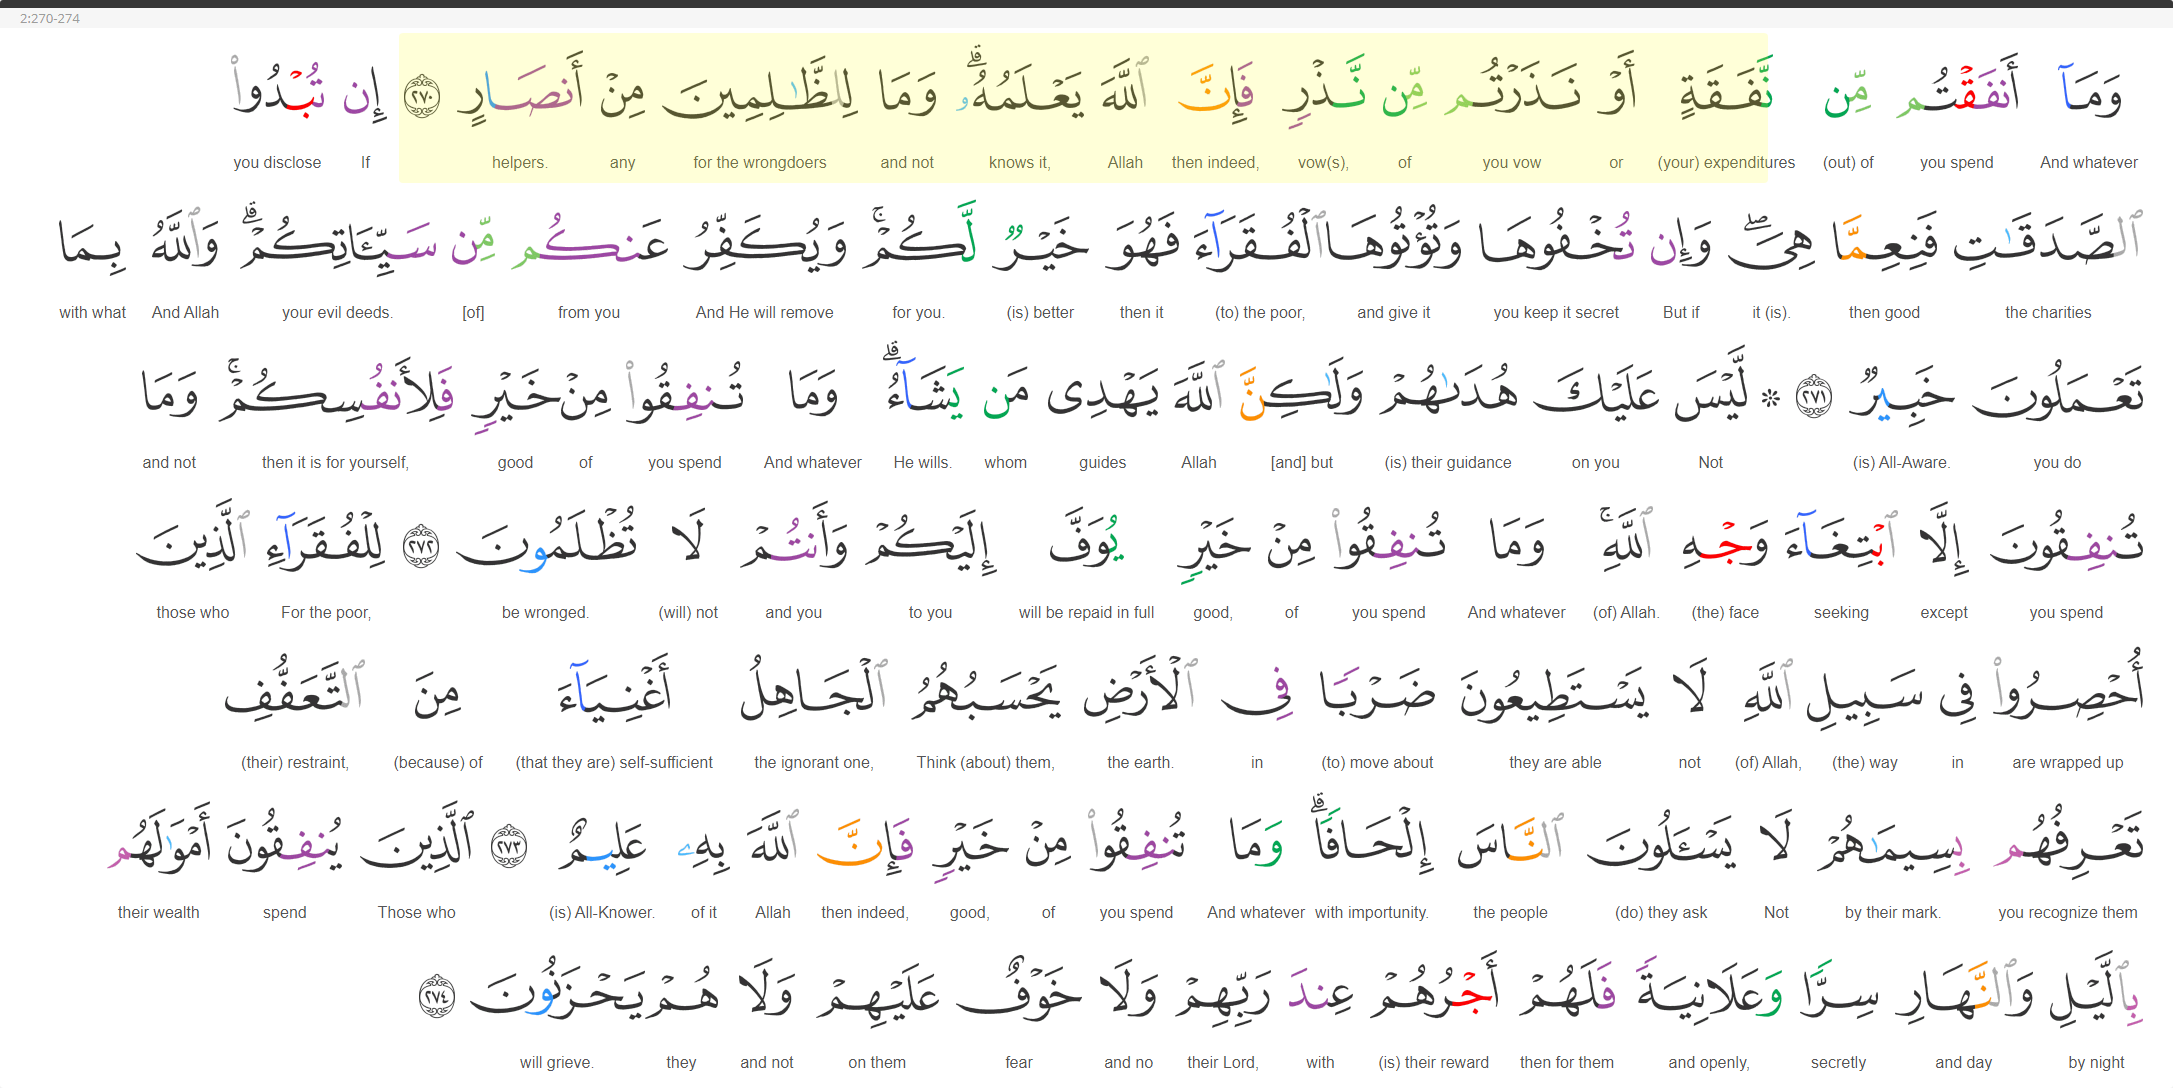 2:270-274
وَمَآ أَنفَقْتُم مِّن نَّفَقَةٍ أَوْ نَذَرْتُم مِّن نَّذْرٍ فَإِنَّ ٱللَّهَ يَعْلَمُهُۥ ۗ وَمَا لِلظَّـٰلِمِينَ مِنْ أَنصَارٍ ٢٧٠ إِن تُبْدُوا۟
you disclose If helpers. any for the wrongdoers and not knows it, Allah then indeed, vow(s), of you vow or (your) expenditures (out) of you spend And whatever
ٱلصَّدَقَـٰتِ فَنِعِمَّا هِىَ ۖ وَإِن تُخْفُوهَا وَتُؤْتُوهَا ٱلْفُقَرَآءَ فَهُوَ خَيْرٌ لَّكُمْ ۚ وَيُكَفِّرُ عَنكُم مِّن سَيِّـَٔاتِكُمْ ۗ وَٱللَّهُ بِمَا
with what And Allah your evil deeds. [of] from you And He will remove for you. (is) better then it (to) the poor, and give it you keep it secret But if it (is). then good the charities
تَعْمَلُونَ خَبِيرٌ ٢٧١ ۞ لَّيْسَ عَلَيْكَ هُدَىٰهُمْ وَلَـٰكِنَّ ٱللَّهَ يَهْدِى مَن يَشَآءُ ۗ وَمَا تُنفِقُوا۟ مِنْ خَيْرٍ فَلِأَنفُسِكُمْ ۚ وَمَا
and not then it is for yourself, good of you spend And whatever He wills. whom guides Allah [and] but (is) their guidance on you Not (is) All-Aware. you do
تُنفِقُونَ إِلَّا ٱبْتِغَآءَ وَجْهِ ٱللَّهِ ۚ وَمَا تُنفِقُوا۟ مِنْ خَيْرٍ يُوَفَّ إِلَيْكُمْ وَأَنتُمْ لَا تُظْلَمُونَ ٢٧٢ لِلْفُقَرَآءِ ٱلَّذِينَ
those who For the poor, be wronged. (will) not and you to you will be repaid in full good, of you spend And whatever (of) Allah. (the) face seeking except you spend
أُحْصِرُوا۟ فِى سَبِيلِ ٱللَّهِ لَا يَسْتَطِيعُونَ ضَرْبًا فِى ٱلْأَرْضِ يَحْسَبُهُمُ ٱلْجَاهِلُ أَغْنِيَآءَ مِنَ ٱلتَّعَفُّفِ
(their) restraint, (because) of (that they are) self-sufficient the ignorant one, Think (about) them, the earth. in (to) move about they are able not (of) Allah, (the) way in are wrapped up
تَعْرِفُهُم بِسِيمَـٰهُمْ لَا يَسْـَٔلُونَ ٱلنَّاسَ إِلْحَافًا ۗ وَمَا تُنفِقُوا۟ مِنْ خَيْرٍ فَإِنَّ ٱللَّهَ بِهِۦ عَلِيمٌ ٢٧٣ ٱلَّذِينَ يُنفِقُونَ أَمْوَٰلَهُم
their wealth spend Those who (is) All-Knower. of it Allah then indeed, good, of you spend And whatever with importunity. the people (do) they ask Not by their mark. you recognize them
بِٱلَّيْلِ وَٱلنَّهَارِ سِرًّا وَعَلَانِيَةً فَلَهُمْ أَجْرُهُمْ عِندَ رَبِّهِمْ وَلَا خَوْفٌ عَلَيْهِمْ وَلَا هُمْ يَحْزَنُونَ ٢٧٤
will grieve. they and not on them fear and no their Lord, with (is) their reward then for them and openly, secretly and day by night